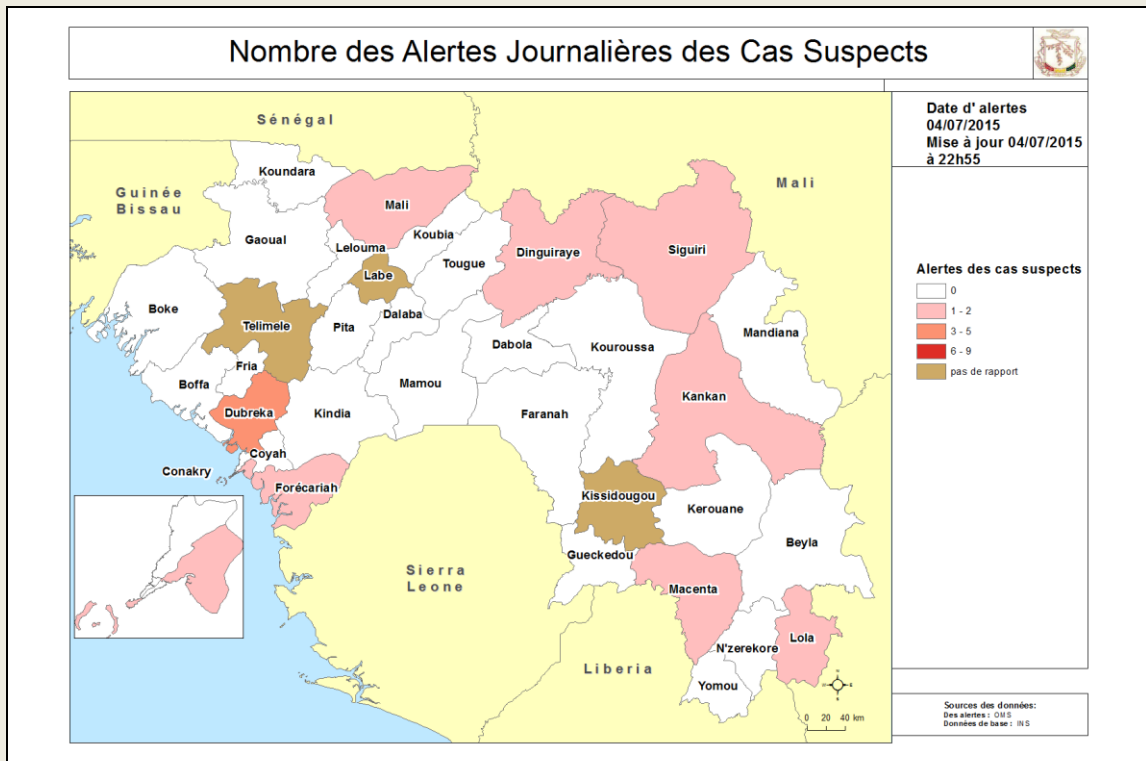 Nombre des Alertes Journalières des Cas Suspects
Date d' alertes
04/07/2015
Mise à jour 04/07/2015
à 22h55
Sénégal
Mali
Guinée
Bissau
Koundara
Mali
Gaoual
Koubia
Lelouma
Tougue
Dinguiraye
Siguiri
Labe
Boke
Telimele
Pita
Dalaba
Mandiana
Dabola
Kouroussa
Fria
Boffa
Mamou
Kankan
Dubreka
Kindia
Faranah
Coyah
Conakry
Forécariah
Kissidougou
Kerouane
Beyla
Gueckedou
Sierra
Leone
Macenta
Lola
N'zerekore
Liberia
Yomou
0 20 40 km
Alertes des cas suspects
0
1 - 2
3 - 5
6 - 9
pas de rapport
Sources des données:
Des alertes : OMS
Données de base : INS